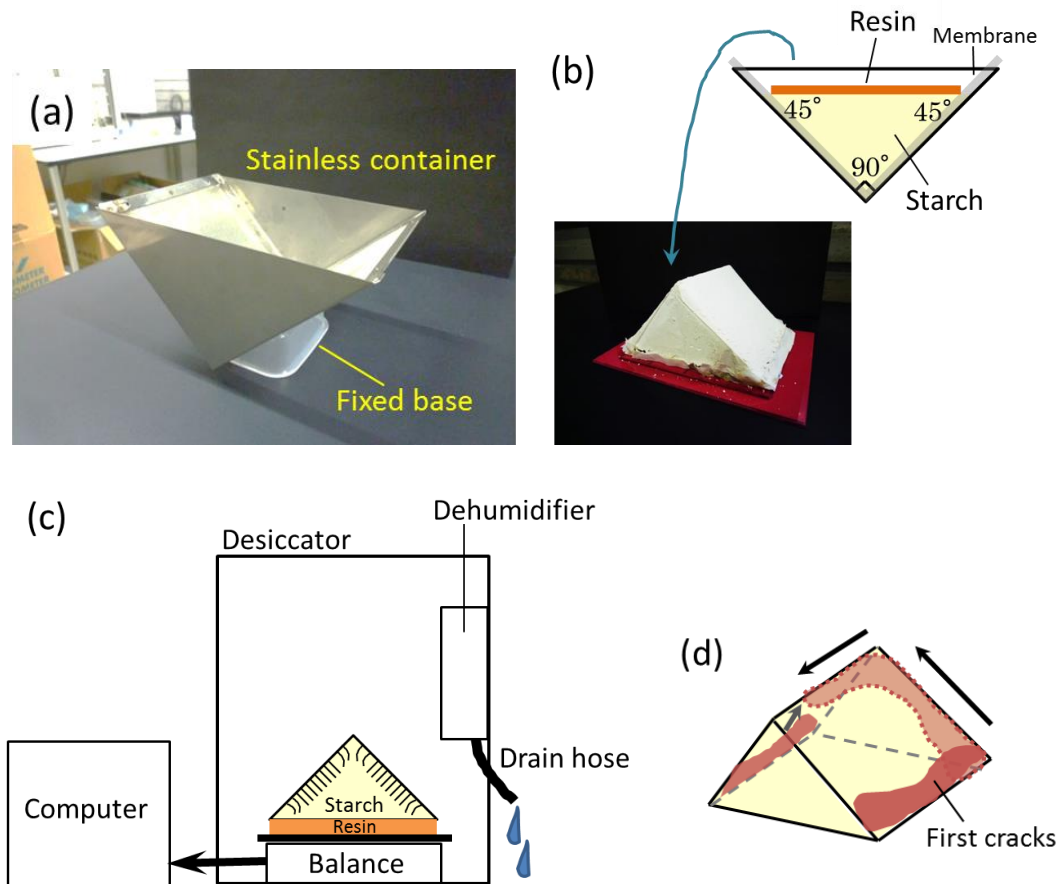 (a)
Stainless container
Fixed base
(b)
Resin
Membrane
45°
45°
90°
Starch
(c)
Desiccator
Dehumidifier
Drain hose
Starch
Resin
Balance
Computer
(d)
First cracks